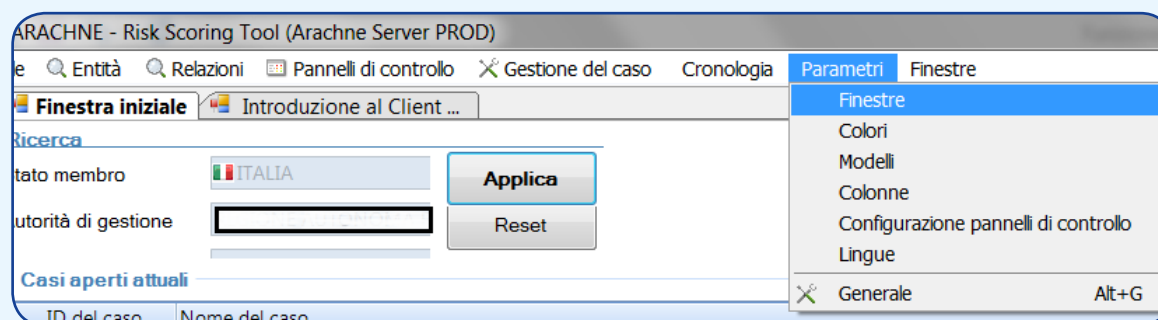 ARACHNE - Risk Scoring Tool (Arachne Server PROD)
Entità Relazioni Pannelli di controllo Gestione del caso Cronologia Parametri Finestre
Finestra iniziale Introduzione al Client ...
Finestre
Ricerca
Colori
tato membro ITALIA Applica
Modelli
Colonne
utorità di gestione Reset
Configurazione pannelli di controllo
Lingue
Casi aperti attuali
Generale Alt+G
ID del caso Nome del caso